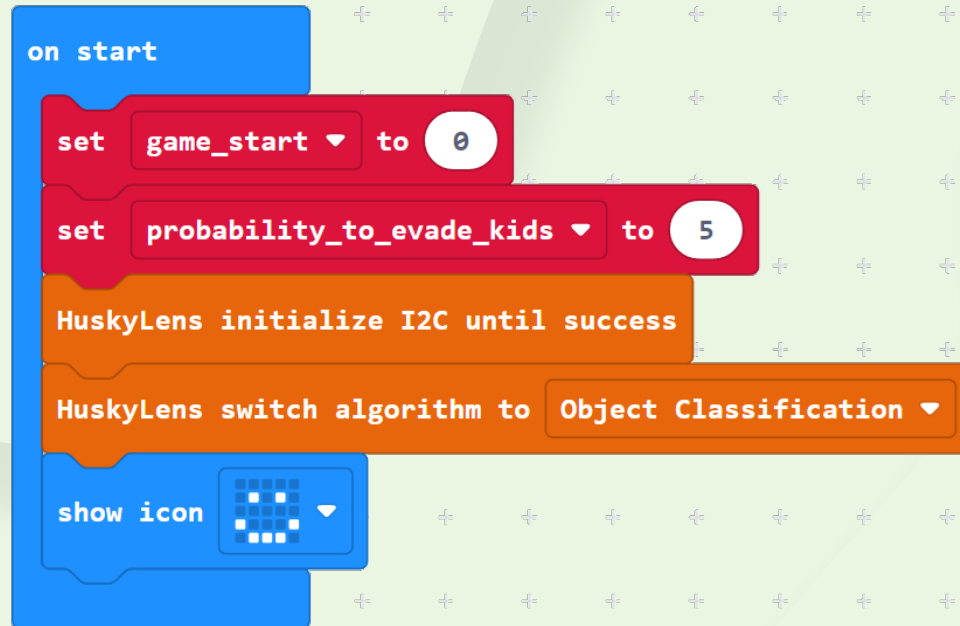 on start
set game_start to 0
set probability_to_evade_kids to 5
HuskyLens initialize I2C until success
HuskyLens switch algorithm to Object Classification
show icon